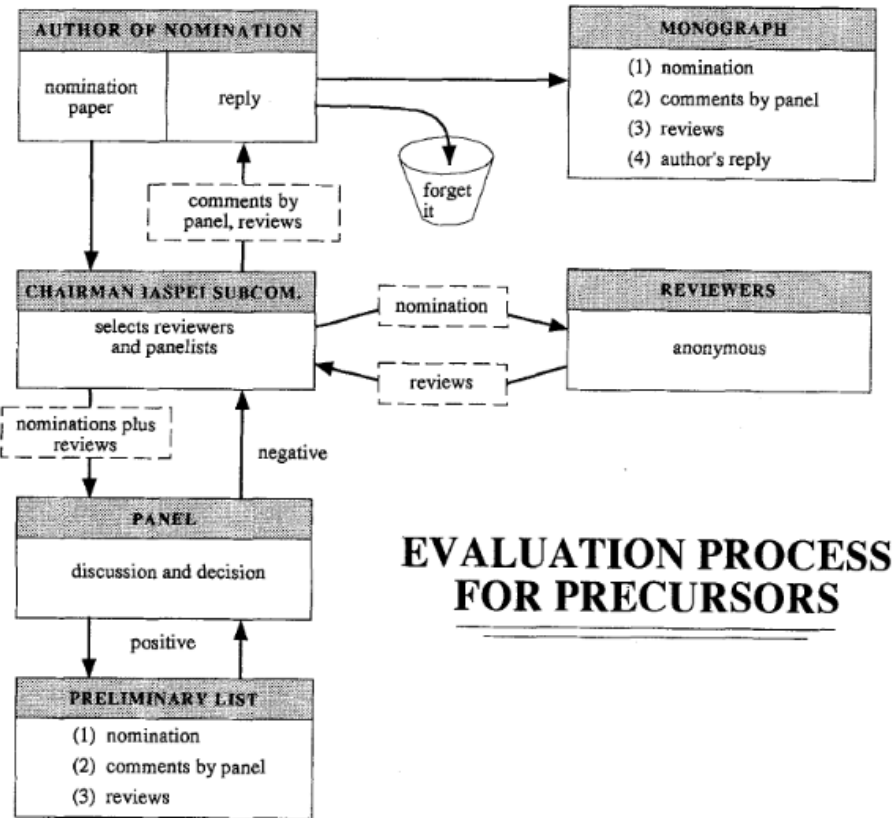 AUTHOR OF NOMINATION
nomination
paper
reply
MONOGRAPH
(1) nomination
(2) comments by panel
(3) reviews
(4) author's reply
forget
it
comments by
panel, reviews
CHAIRMAN IASPEI SUBCOM.
selects reviewers
and panelists
nomination
reviews
REVIEWERS
anonymous
nominations plus
reviews
negative
PANEL
discussion and decision
EVALUATION PROCESS
FOR PRECURSORS
positive
PRELIMINARY LIST
(1) nomination
(2) comments by panel
(3) reviews